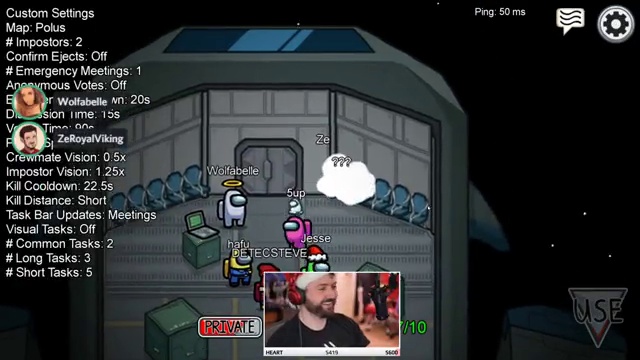 Custom Settings
Ping: 50 ms
Map: Polus
# Impostors: 2
Confirm Ejects: Off
# Emergency Meetings: 1
Anonymous Votes: Off
20s
Wolfabelle
15s
90s
ZeRoyalViking
Crewmate Vision: 0.5x
Impostor Vision: 1.25x
Kill Cooldown: 22.5s
Kill Distance: Short
Task Bar Updates: Meetings
Visual Tasks: Off
# Common Tasks: 2
# Long Tasks: 3
# Short Tasks: 5
Ze
???
Wolfabelle
5up
Jesse
hafu
DETECSTEVE
PRIVATE
7/10
USE
HEART